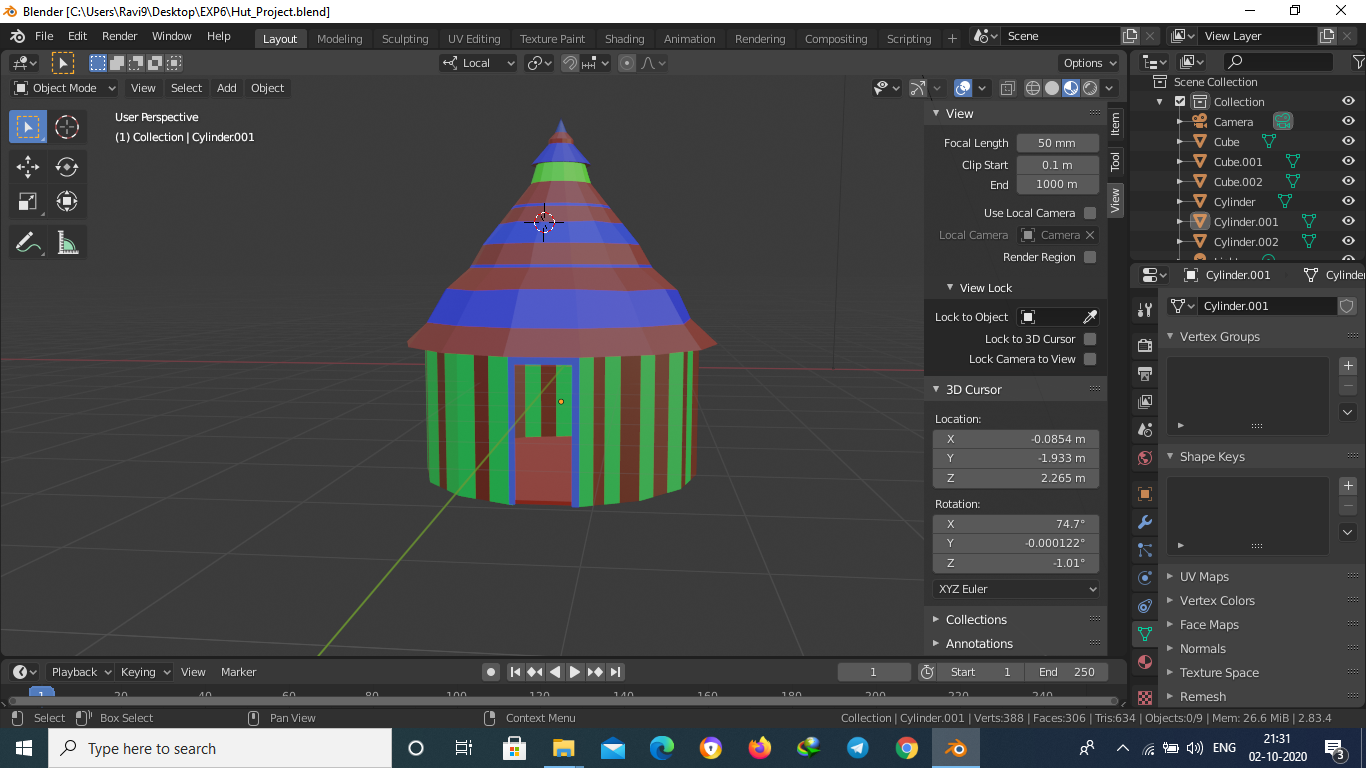 Blender [C:\Users\Ravi9\Desktop\EXP6\Hut_Project.blend]
File Edit Render Window Help Layout Modeling Sculpting UV Editing Texture Paint Shading Animation Rendering Compositing Scripting + Scene View Layer
Local Options
Object Mode View Select Add Object
User Perspective
(1) Collection | Cylinder.001
View
Focal Length 50 mm
Clip Start 0.1 m
End 1000 m
Use Local Camera
Local Camera Camera
Render Region
View Lock
Lock to Object
Lock to 3D Cursor
Lock Camera to View
3D Cursor
Location:
X -0.0854 m
Y -1.933 m
Z 2.265 m
Rotation:
X 74.7°
Y -0.000122°
Z -1.01°
XYZ Euler
Collections
Annotations
Item
Tool
View
Scene Collection
Collection
Camera
Cube
Cube.001
Cube.002
Cylinder
Cylinder.001
Cylinder.002
Cylinder.001 Cylinde
Cylinder.001
Vertex Groups
Shape Keys
UV Maps
Vertex Colors
Face Maps
Normals
Texture Space
Remesh
Playback Keying View Marker 1 Start 1 End 250
1 20 40 60 80 100 120 140 160 180 200 220 240
Select Box Select Pan View Context Menu Collection | Cylinder.001 | Verts:388 | Faces:306 | Tris:634 | Objects:0/9 | Mem: 26.6 MiB | 2.83.4
Type here to search ENG 21:31
02-10-2020 3